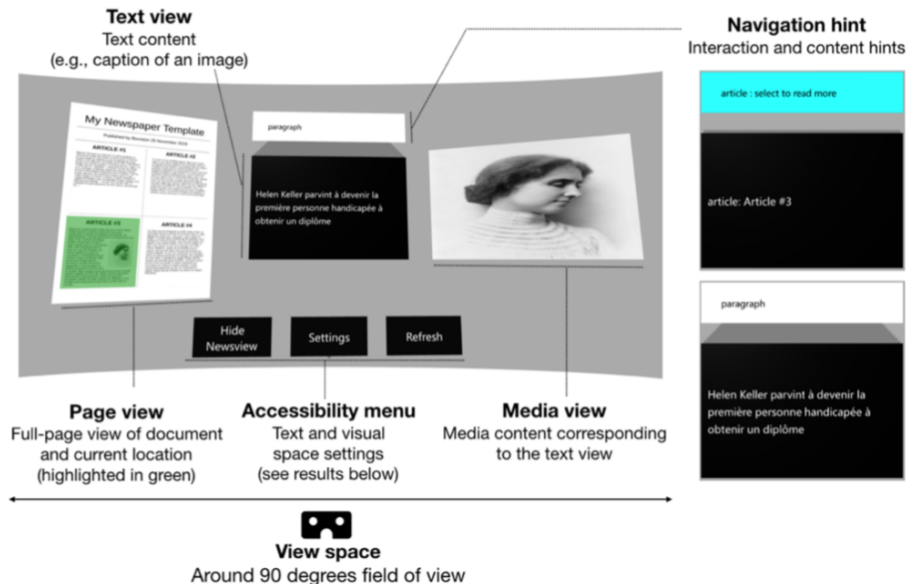 Text view
Text content
(e.g., caption of an image)
Navigation hint
Interaction and content hints
My Newspaper Template
ARTICLE #1
ARTICLE #2
ARTICLE #3
ARTICLE #4
paragraph
Helen Keller parvint à devenir la
première personne handicapée à
obtenir un diplôme
article : select to read more
article: Article #3
paragraph
Helen Keller parvint à devenir la
première personne handicapée à
obtenir un diplôme
Hide
Newsview
Settings
Refresh
Page view
Full-page view of document
and current location
(highlighted in green)
Accessibility menu
Text and visual
space settings
(see results below)
Media view
Media content corresponding
to the text view
View space
Around 90 degrees field of view